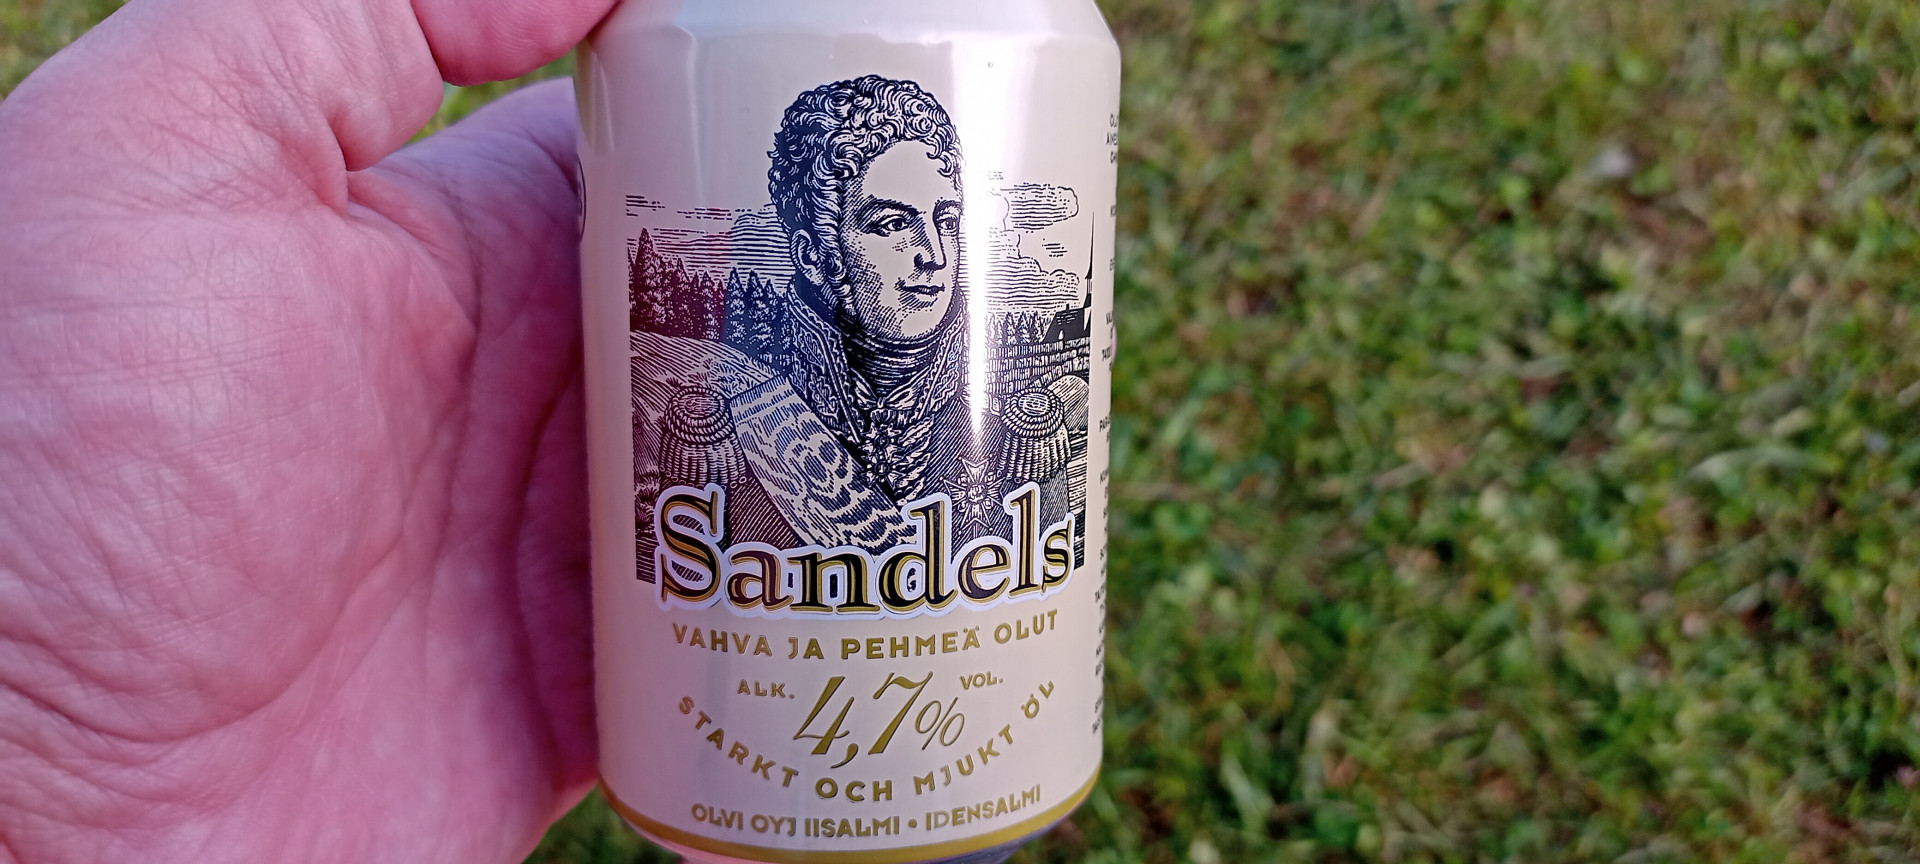 Sandels
VAHVA JA PEHMEÄ OLUT
ALK. 4,7% VOL.
STARKT OCH MJUKT ÖL
OLVI OYJ IISALMI • IDENSALMI